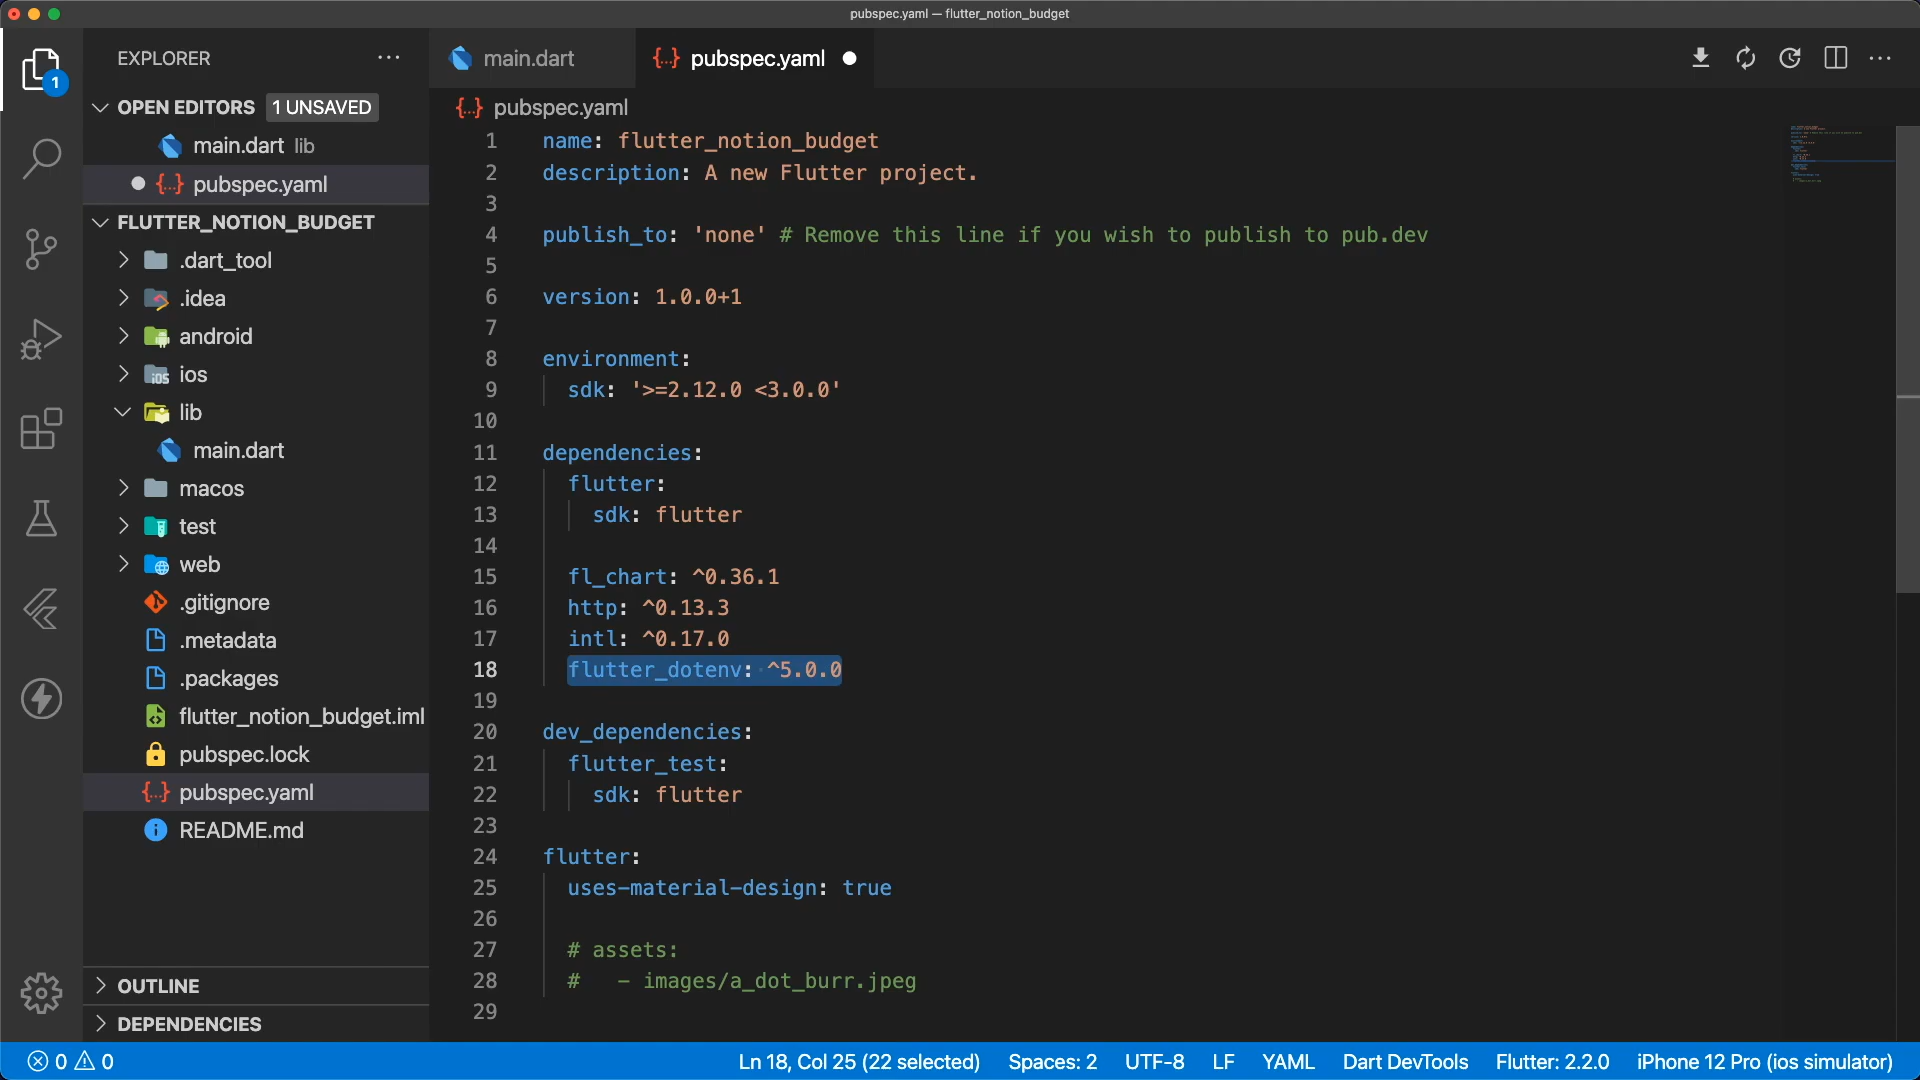 pubspec.yaml — flutter_notion_budget
EXPLORER
main.dart
pubspec.yaml
1
OPEN EDITORS 1 UNSAVED
main.dart lib
pubspec.yaml
FLUTTER_NOTION_BUDGET
.dart_tool
.idea
android
ios
lib
main.dart
macos
test
web
.gitignore
.metadata
.packages
flutter_notion_budget.iml
pubspec.lock
pubspec.yaml
README.md
OUTLINE
DEPENDENCIES
pubspec.yaml
1 name: flutter_notion_budget
2 description: A new Flutter project.
3
4 publish_to: 'none' # Remove this line if you wish to publish to pub.dev
5
6 version: 1.0.0+1
7
8 environment:
9 sdk: '>=2.12.0 <3.0.0'
10
11 dependencies:
12 flutter:
13 sdk: flutter
14
15 fl_chart: ^0.36.1
16 http: ^0.13.3
17 intl: ^0.17.0
18 flutter_dotenv: ^5.0.0
19
20 dev_dependencies:
21 flutter_test:
22 sdk: flutter
23
24 flutter:
25 uses-material-design: true
26
27 # assets:
28 # - images/a_dot_burr.jpeg
29
0 0 Ln 18, Col 25 (22 selected) Spaces: 2 UTF-8 LF YAML Dart DevTools Flutter: 2.2.0 iPhone 12 Pro (ios simulator)